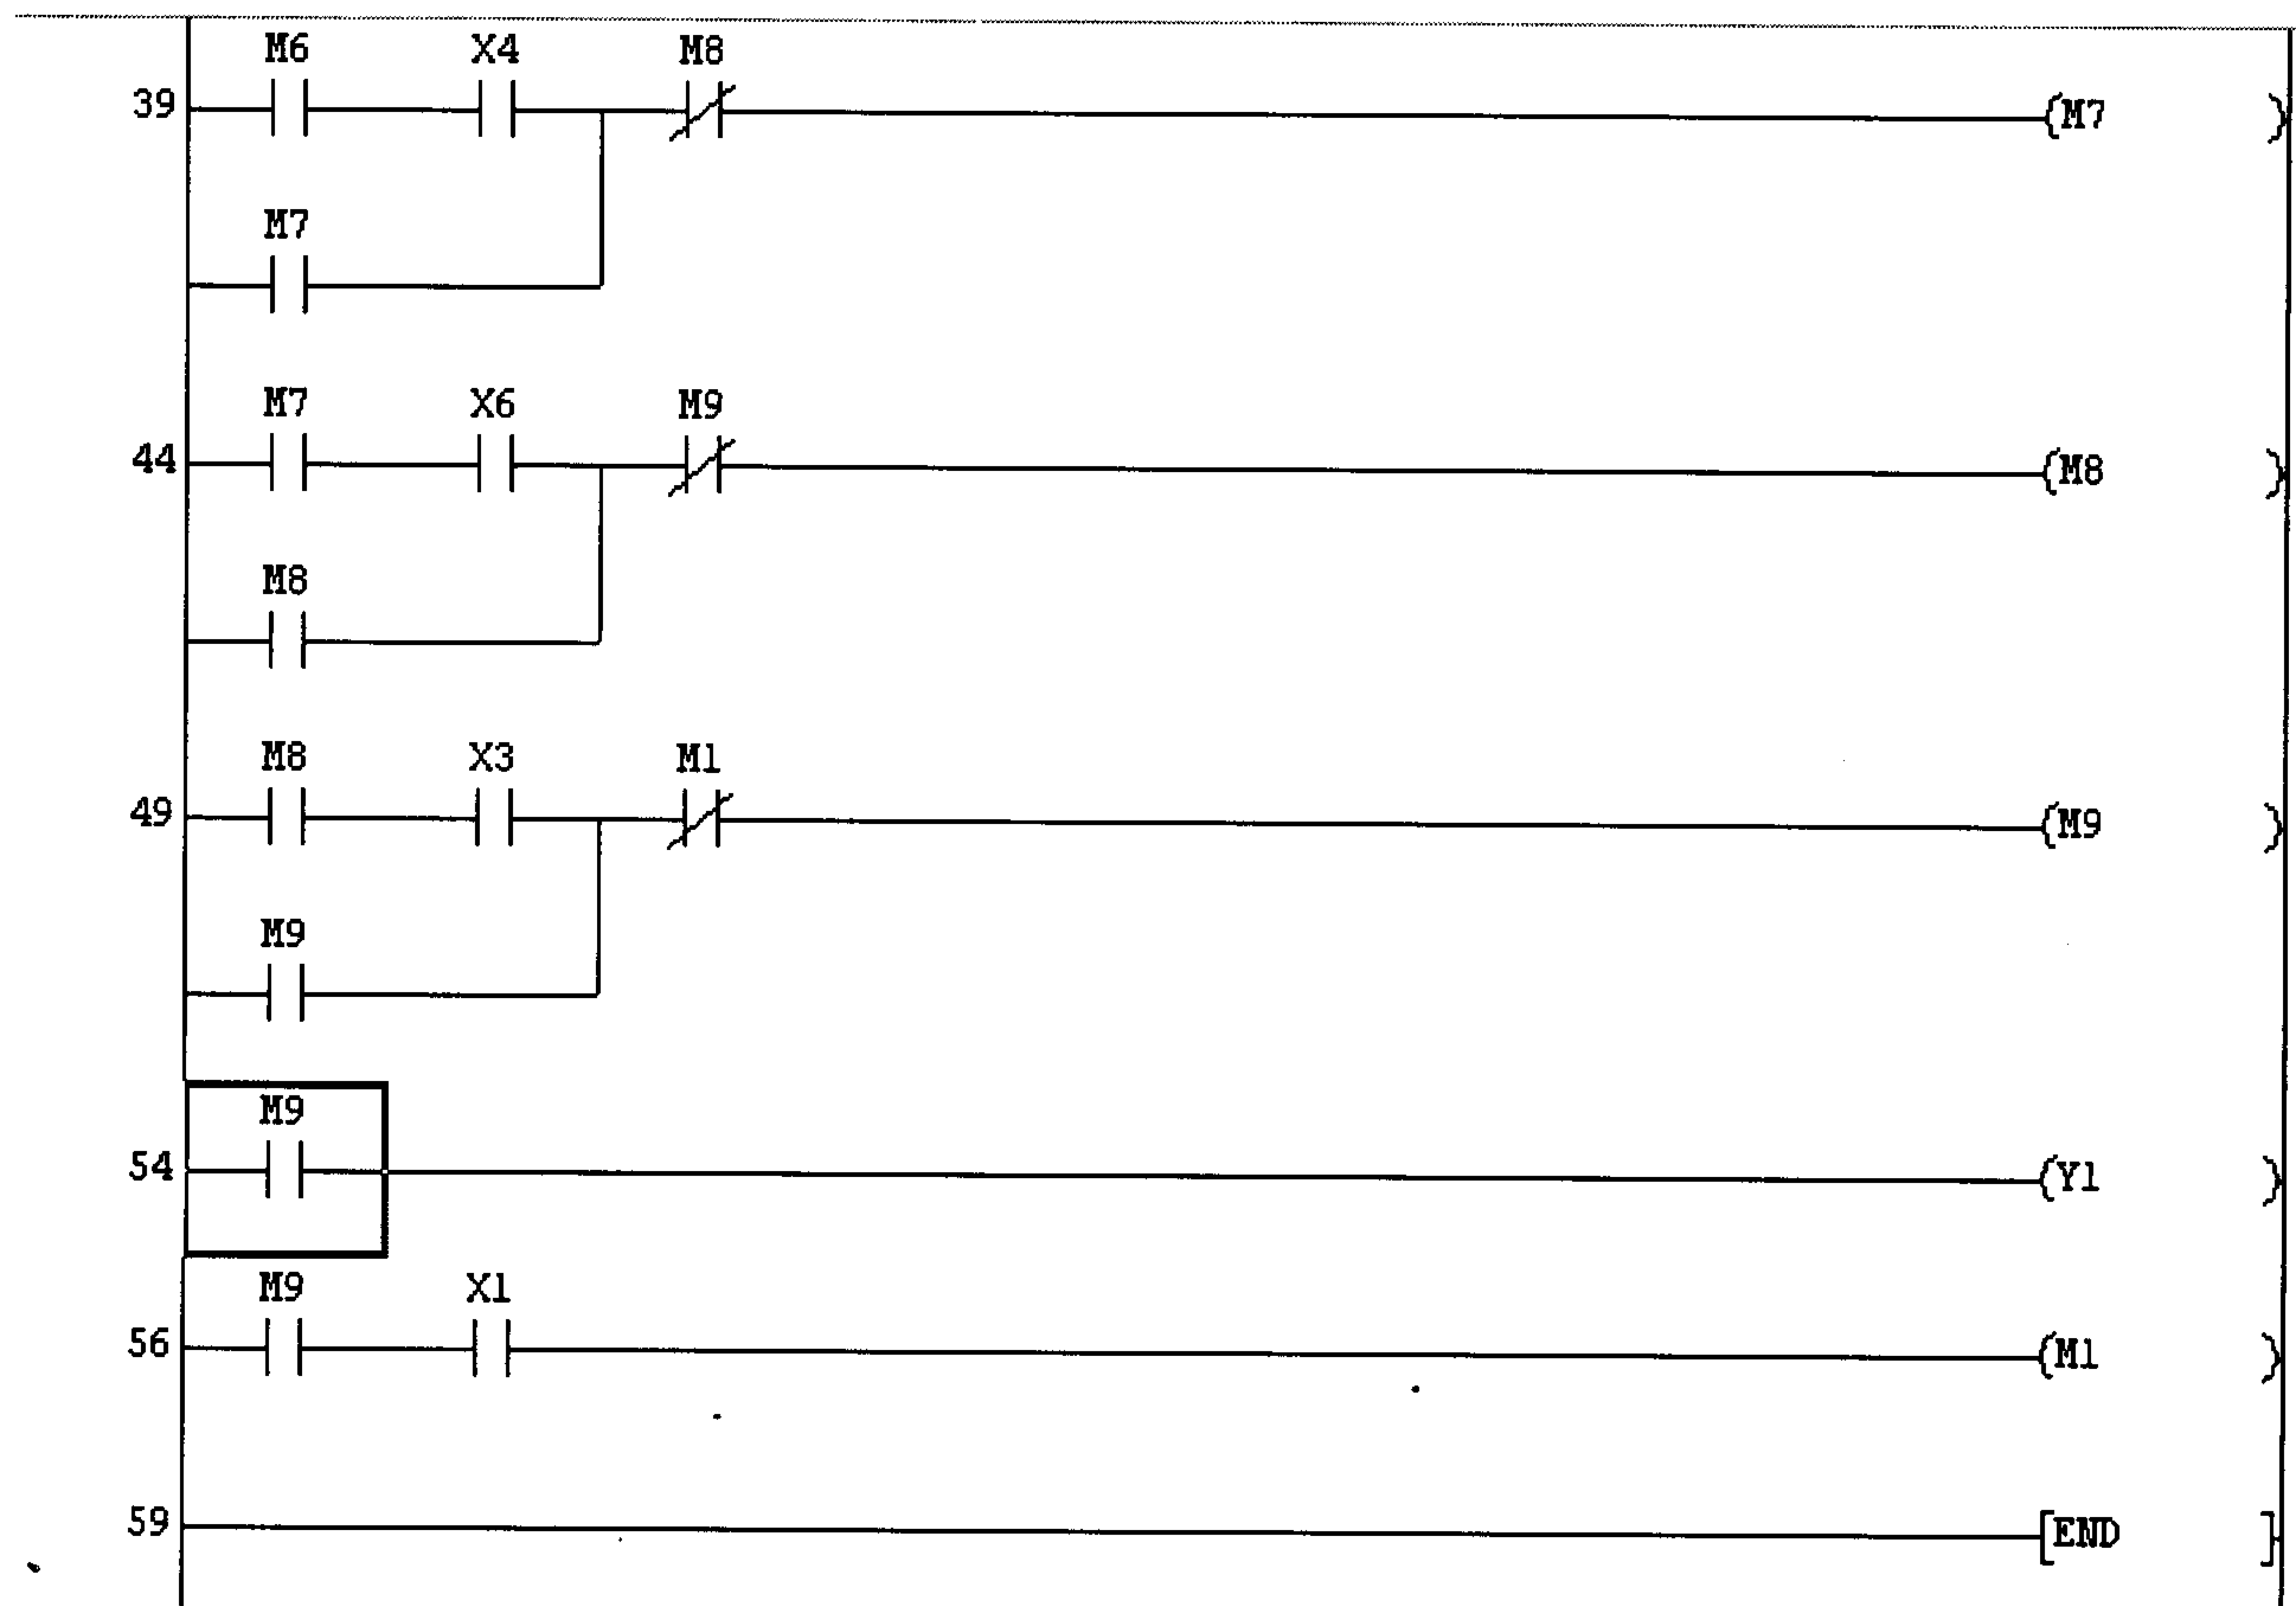 M6 X4 M8
39 (M7 )
M7
M7 X6 M9
44 (M8 )
M8
M8 X3 M1
49 (M9 )
M9
M9
54 (Y1 )
M9 X1
56 (M1 )
59 [END ]